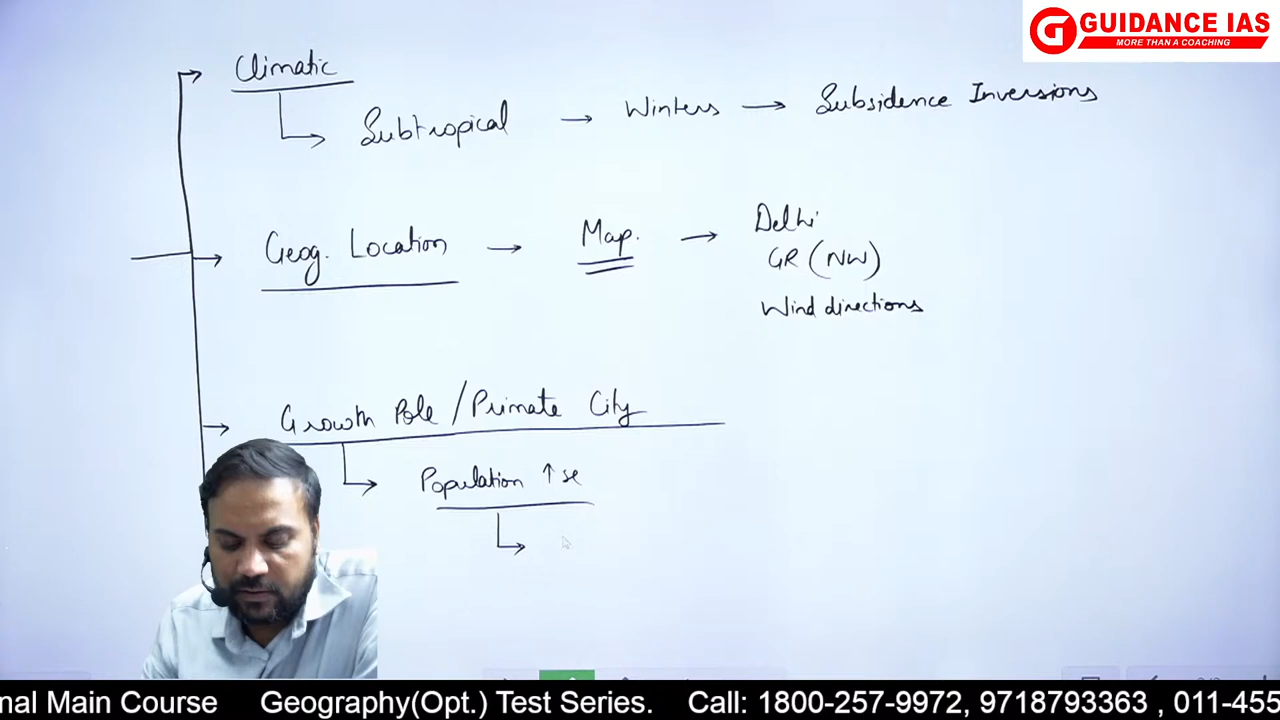 GUIDANCE IAS
MORE THAN A COACHING
Climatic
Subtropical → Winters → Subsidence Inversions
Geog. Location → Map. → Delhi
GR (NW)
Wind directions
Growth Pole / Primate City
Population ↑ se
nal Main Course Geography(Opt.) Test Series. Call: 1800-257-9972, 9718793363 , 011-455